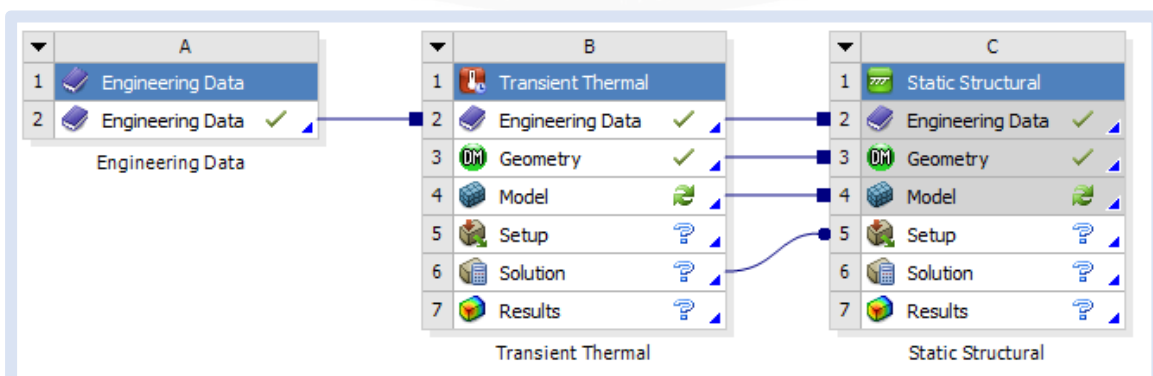 A
1 Engineering Data
2 Engineering Data
Engineering Data
B
1 Transient Thermal
2 Engineering Data
3 DM Geometry
4 Model
5 Setup ?
6 Solution ?
7 Results ?
Transient Thermal
C
1 Static Structural
2 Engineering Data
3 DM Geometry
4 Model
5 Setup ?
6 Solution ?
7 Results ?
Static Structural